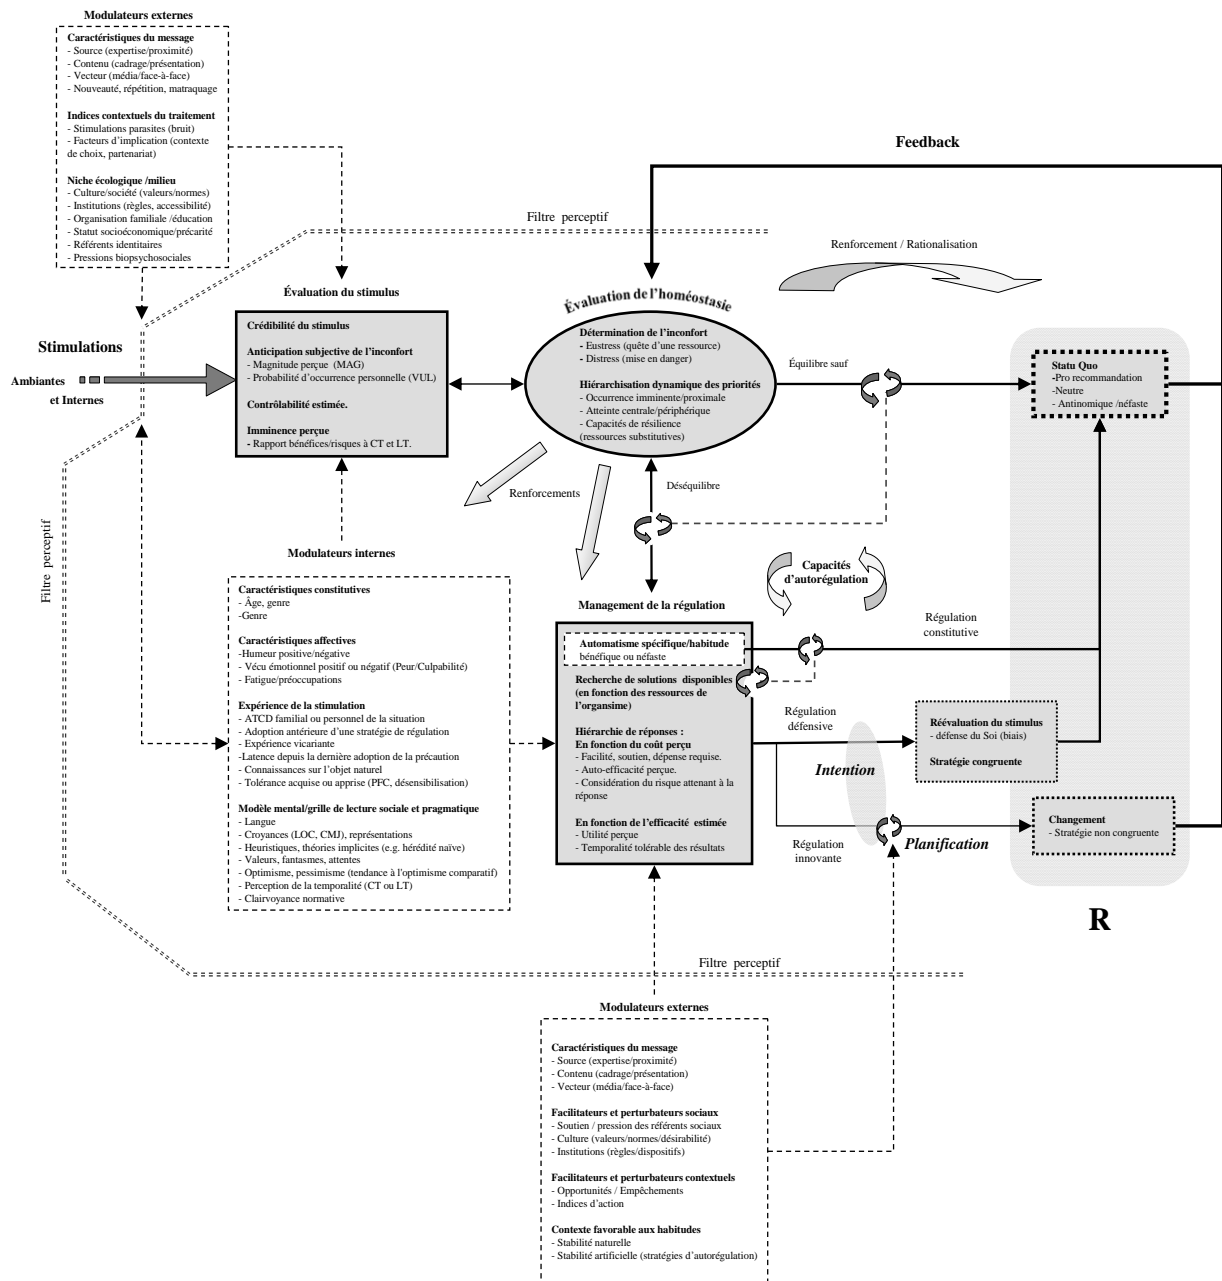 Modulateurs externes
Caractéristiques du message
- Source (expertise/proximité)
- Contenu (cadrage/présentation)
- Vecteur (média/face-à-face)
- Nouveauté, répétition, matraquage
Indices contextuels du traitement
- Stimulations parasites (bruit)
- Facteurs d'implication (contexte
de choix, partenariat)
Niche écologique /milieu
- Culture/société (valeurs/normes)
- Institutions (règles, accessibilité)
- Organisation familiale /éducation
- Statut socioéconomique/précarité
- Référents identitaires
- Pressions biopsychosociales
Feedback
Filtre perceptif
Renforcement / Rationalisation
Stimulations
Ambiantes
et Internes
Évaluation du stimulus
Crédibilité du stimulus
Anticipation subjective de l'inconfort
- Magnitude perçue (MAG)
- Probabilité d'occurrence personnelle (VUL)
Contrôlabilité estimée.
Imminence perçue
- Rapport bénéfices/risques à CT et LT.
Évaluation de l'homéostasie
Détermination de l'inconfort
- Eustress (quête d'une ressource)
- Distress (mise en danger)
Hiérarchisation dynamique des priorités
- Occurrence imminente/proximale
- Atteinte centrale/périphérique
- Capacités de résilience
(ressources substitutives)
Équilibre sauf
Statu Quo
-Pro recommandation
-Neutre
- Antinomique /néfaste
Renforcements
Déséquilibre
Filtre perceptif
Modulateurs internes
Caractéristiques constitutives
- Âge, genre
-Genre
Caractéristiques affectives
-Humeur positive/négative
- Vécu émotionnel positif ou négatif (Peur/Culpabilité)
- Fatigue/préoccupations
Expérience de la stimulation
- ATCD familial ou personnel de la situation
- Adoption antérieure d'une stratégie de régulation
- Expérience vicariante
-Latence depuis la dernière adoption de la précaution
- Connaissances sur l'objet naturel
- Tolérance acquise ou apprise (PFC, désensibilisation)
Modèle mental/grille de lecture sociale et pragmatique
- Langue
- Croyances (LOC, CMJ), représentations
- Heuristiques, théories implicites (e.g. hérédité naïve)
- Valeurs, fantasmes, attentes
- Optimisme, pessimisme (tendance à l'optimisme comparatif)
- Perception de la temporalité (CT ou LT)
- Clairvoyance normative
Capacités
d'autorégulation
Management de la régulation
Automatisme spécifique/habitude
bénéfique ou néfaste
Recherche de solutions disponibles
(en fonction des ressources de
l'organsime)
Hiérarchie de réponses :
En fonction du coût perçu
- Facilité, soutien, dépense requise.
- Auto-efficacité perçue.
- Considération du risque attenant à la
réponse
En fonction de l'efficacité estimée
- Utilité perçue
- Temporalité tolérable des résultats
Régulation
constitutive
Régulation
défensive
Intention
Réévaluation du stimulus
- défense du Soi (biais)
Stratégie congruente
Régulation
innovante
Planification
Changement
- Stratégie non congruente
R
Filtre perceptif
Modulateurs externes
Caractéristiques du message
- Source (expertise/proximité)
- Contenu (cadrage/présentation)
- Vecteur (média/face-à-face)
Facilitateurs et perturbateurs sociaux
- Soutien / pression des référents sociaux
- Culture (valeurs/normes/désirabilité)
- Institutions (règles/dispositifs)
Facilitateurs et perturbateurs contextuels
- Opportunités / Empêchements
- Indices d'action
Contexte favorable aux habitudes
- Stabilité naturelle
- Stabilité artificielle (stratégies d'autorégulation)